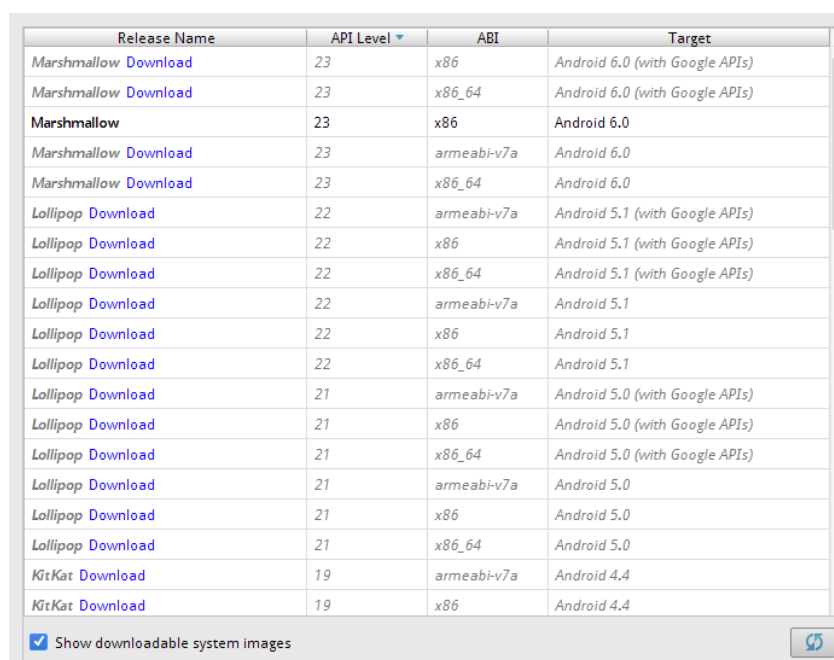 Release Name API Level ABI Target
Marshmallow Download 23 x86 Android 6.0 (with Google APIs)
Marshmallow Download 23 x86_64 Android 6.0 (with Google APIs)
Marshmallow 23 x86 Android 6.0
Marshmallow Download 23 armeabi-v7a Android 6.0
Marshmallow Download 23 x86_64 Android 6.0
Lollipop Download 22 armeabi-v7a Android 5.1 (with Google APIs)
Lollipop Download 22 x86 Android 5.1 (with Google APIs)
Lollipop Download 22 x86_64 Android 5.1 (with Google APIs)
Lollipop Download 22 armeabi-v7a Android 5.1
Lollipop Download 22 x86 Android 5.1
Lollipop Download 22 x86_64 Android 5.1
Lollipop Download 21 armeabi-v7a Android 5.0 (with Google APIs)
Lollipop Download 21 x86 Android 5.0 (with Google APIs)
Lollipop Download 21 x86_64 Android 5.0 (with Google APIs)
Lollipop Download 21 armeabi-v7a Android 5.0
Lollipop Download 21 x86 Android 5.0
Lollipop Download 21 x86_64 Android 5.0
KitKat Download 19 armeabi-v7a Android 4.4
KitKat Download 19 x86 Android 4.4
Show downloadable system images